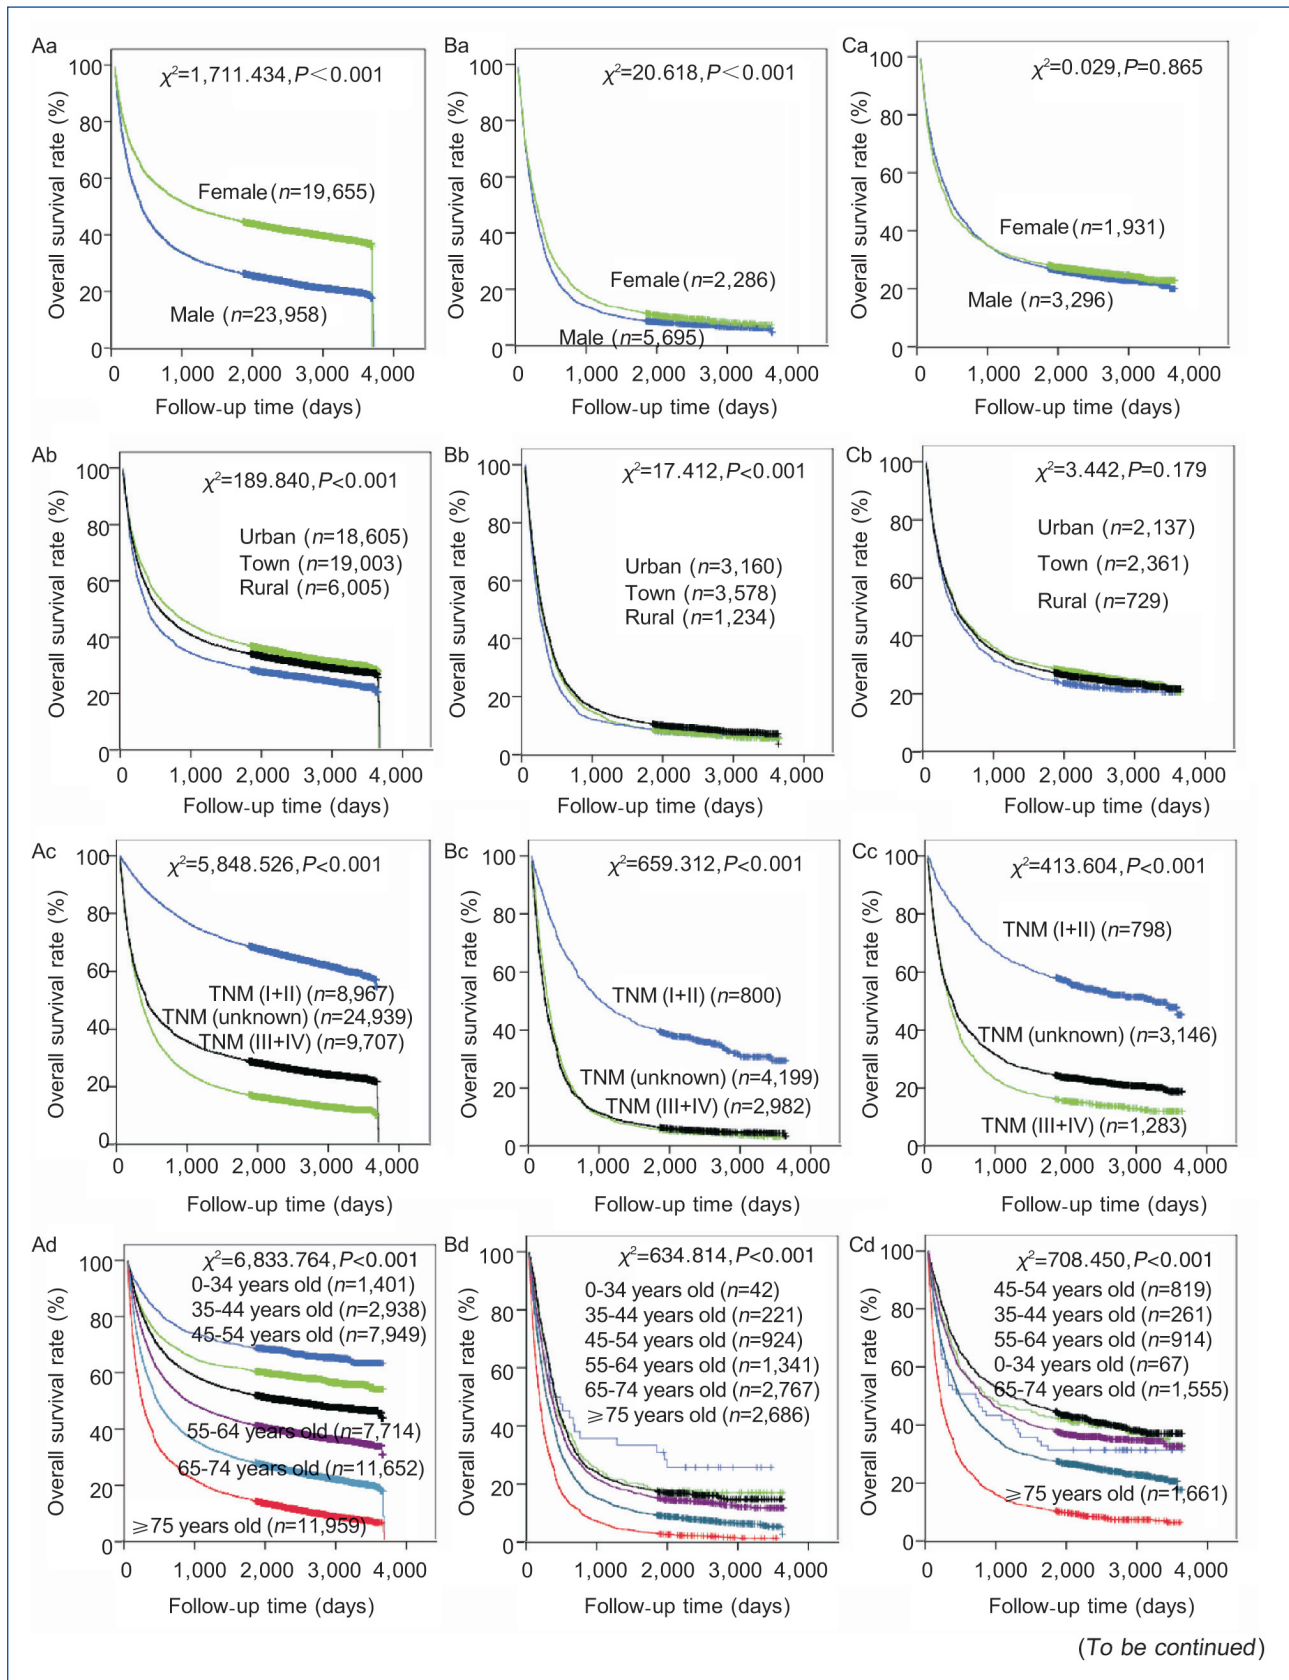 Aa
χ²=1,711.434, P<0.001
Overall survival rate (%)
100
80
60
40
20
0
Female (n=19,655)
Male (n=23,958)
0 1,000 2,000 3,000 4,000
Follow-up time (days)
Ba
χ²=20.618, P<0.001
Overall survival rate (%)
100
80
60
40
20
0
Female (n=2,286)
Male (n=5,695)
0 1,000 2,000 3,000 4,000
Follow-up time (days)
Ca
χ²=0.029, P=0.865
Overall survival rate (%)
100
80
60
40
20
0
Female (n=1,931)
Male (n=3,296)
0 1,000 2,000 3,000 4,000
Follow-up time (days)
Ab
χ²=189.840, P<0.001
Overall survival rate (%)
100
80
60
40
20
0
Urban (n=18,605)
Town (n=19,003)
Rural (n=6,005)
0 1,000 2,000 3,000 4,000
Follow-up time (days)
Bb
χ²=17.412, P<0.001
Overall survival rate (%)
100
80
60
40
20
0
Urban (n=3,160)
Town (n=3,578)
Rural (n=1,234)
0 1,000 2,000 3,000 4,000
Follow-up time (days)
Cb
χ²=3.442, P=0.179
Overall survival rate (%)
100
80
60
40
20
0
Urban (n=2,137)
Town (n=2,361)
Rural (n=729)
0 1,000 2,000 3,000 4,000
Follow-up time (days)
Ac
χ²=5,848.526, P<0.001
Overall survival rate (%)
100
80
60
40
20
0
TNM (I+II) (n=8,967)
TNM (unknown) (n=24,939)
TNM (III+IV) (n=9,707)
0 1,000 2,000 3,000 4,000
Follow-up time (days)
Bc
χ²=659.312, P<0.001
Overall survival rate (%)
100
80
60
40
20
0
TNM (I+II) (n=800)
TNM (unknown) (n=4,199)
TNM (III+IV) (n=2,982)
0 1,000 2,000 3,000 4,000
Follow-up time (days)
Cc
χ²=413.604, P<0.001
Overall survival rate (%)
100
80
60
40
20
0
TNM (I+II) (n=798)
TNM (unknown) (n=3,146)
TNM (III+IV) (n=1,283)
0 1,000 2,000 3,000 4,000
Follow-up time (days)
Ad
χ²=6,833.764, P<0.001
Overall survival rate (%)
100
80
60
40
20
0
0-34 years old (n=1,401)
35-44 years old (n=2,938)
45-54 years old (n=7,949)
55-64 years old (n=7,714)
65-74 years old (n=11,652)
⩾75 years old (n=11,959)
0 1,000 2,000 3,000 4,000
Follow-up time (days)
Bd
χ²=634.814, P<0.001
Overall survival rate (%)
100
80
60
40
20
0
0-34 years old (n=42)
35-44 years old (n=221)
45-54 years old (n=924)
55-64 years old (n=1,341)
65-74 years old (n=2,767)
⩾75 years old (n=2,686)
0 1,000 2,000 3,000 4,000
Follow-up time (days)
Cd
χ²=708.450, P<0.001
Overall survival rate (%)
100
80
60
40
20
0
45-54 years old (n=819)
35-44 years old (n=261)
55-64 years old (n=914)
0-34 years old (n=67)
65-74 years old (n=1,555)
⩾75 years old (n=1,661)
0 1,000 2,000 3,000 4,000
Follow-up time (days)
(To be continued)